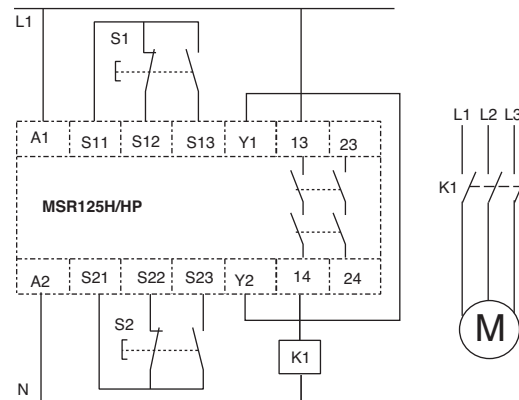 L1
S1
A1 S11 S12 S13 Y1 13 23
MSR125H/HP
A2 S21 S22 S23 Y2 14 24
S2
K1
N
L1 L2 L3
K1
M